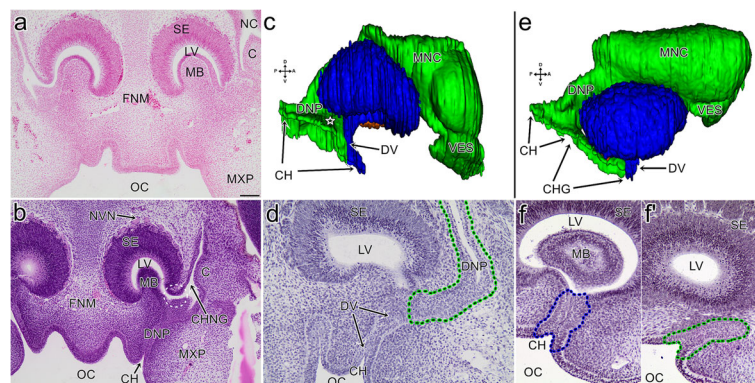 a
SE
NC
LV
C
MB
FNM
OC
MXP
b
NVN
SE
LV
C
MB
FNM
CHNG
DNP
MXP
OC
CH
c
D
P A
V
MNC
DNP
DV
CH
VES
d
SE
LV
DNP
DV
CH
OC
e
D
P A
V
MNC
DNP
VES
CH
DV
CHG
f
SE
LV
MB
CH
OC
f'
SE
LV
OC